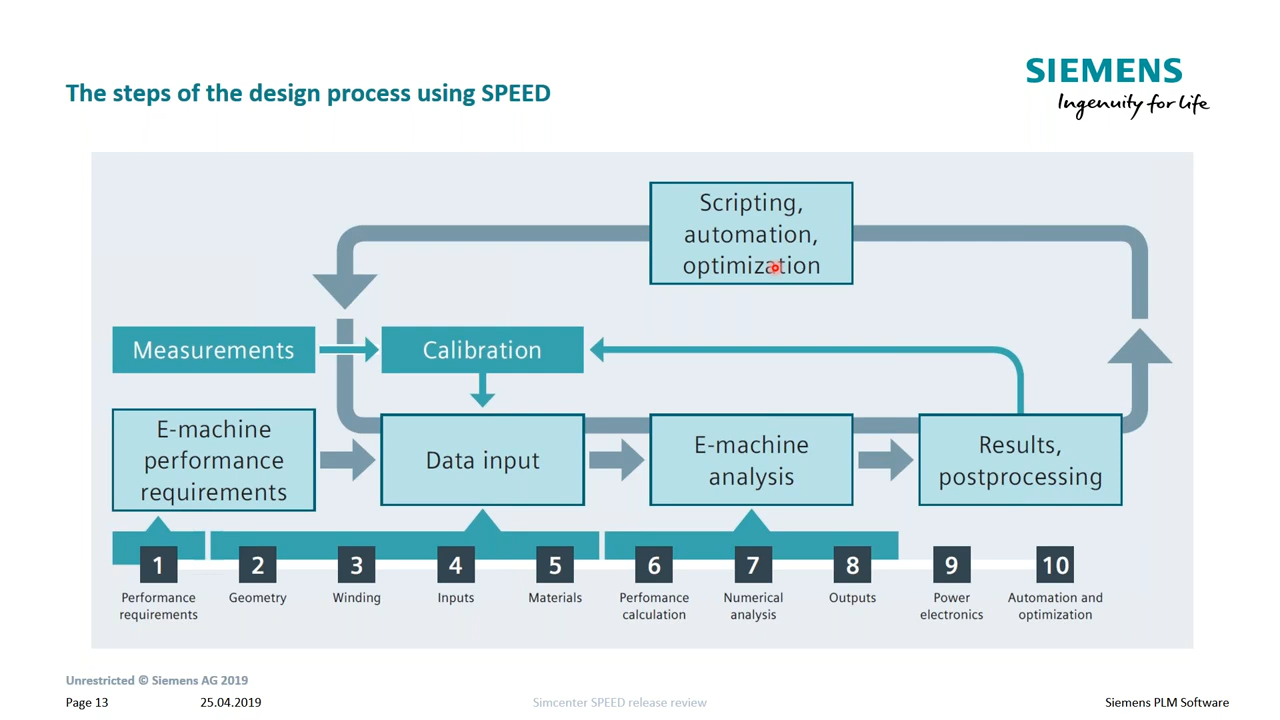 The steps of the design process using SPEED
SIEMENS
Ingenuity for life
Scripting,
automation,
optimization
Measurements
Calibration
E-machine
performance
requirements
Data input
E-machine
analysis
Results,
postprocessing
1
2
3
4
5
6
7
8
9
10
Performance
requirements
Geometry
Winding
Inputs
Materials
Perfomance
calculation
Numerical
analysis
Outputs
Power
electronics
Automation and
optimization
Unrestricted © Siemens AG 2019
Page 13
25.04.2019
Simcenter SPEED release review
Siemens PLM Software